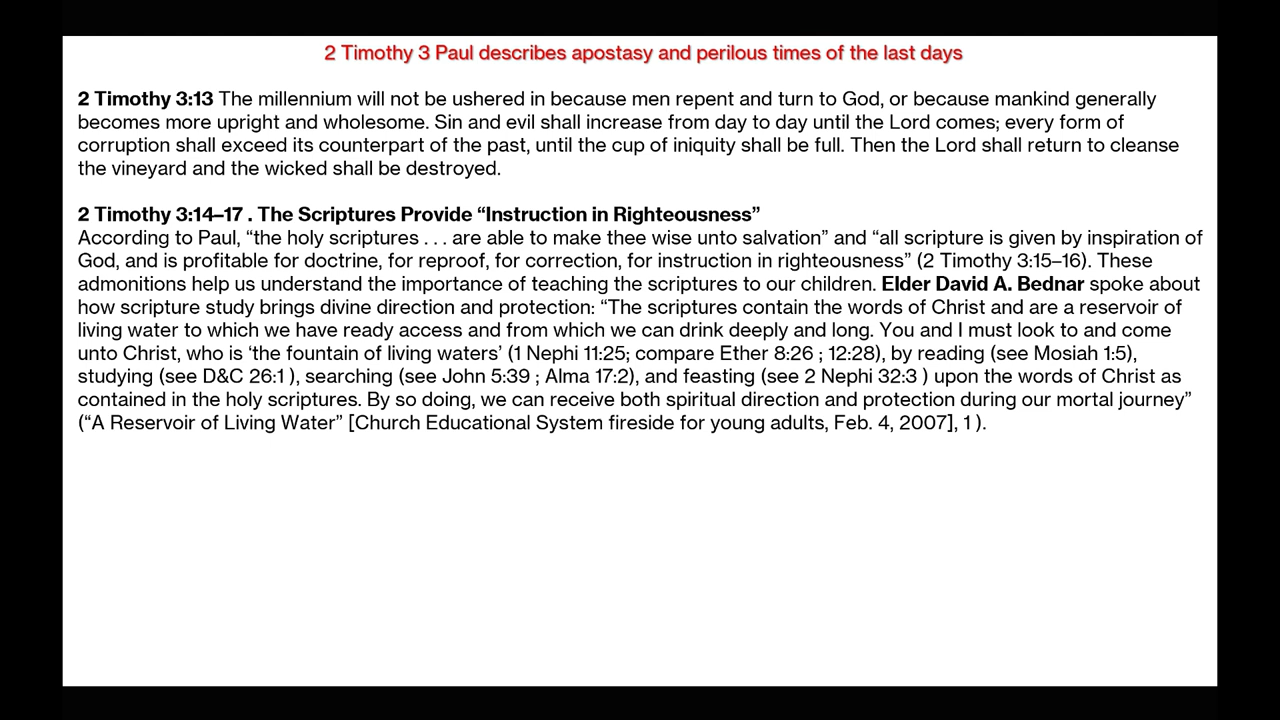 2 Timothy 3 Paul describes apostasy and perilous times of the last days
2 Timothy 3:13 The millennium will not be ushered in because men repent and turn to God, or because mankind generally
becomes more upright and wholesome. Sin and evil shall increase from day to day until the Lord comes; every form of
corruption shall exceed its counterpart of the past, until the cup of iniquity shall be full. Then the Lord shall return to cleanse
the vineyard and the wicked shall be destroyed.
2 Timothy 3:14–17 . The Scriptures Provide “Instruction in Righteousness”
According to Paul, “the holy scriptures . . . are able to make thee wise unto salvation” and “all scripture is given by inspiration of
God, and is profitable for doctrine, for reproof, for correction, for instruction in righteousness” (2 Timothy 3:15–16). These
admonitions help us understand the importance of teaching the scriptures to our children. Elder David A. Bednar spoke about
how scripture study brings divine direction and protection: “The scriptures contain the words of Christ and are a reservoir of
living water to which we have ready access and from which we can drink deeply and long. You and I must look to and come
unto Christ, who is ‘the fountain of living waters’ (1 Nephi 11:25; compare Ether 8:26 ; 12:28), by reading (see Mosiah 1:5),
studying (see D&C 26:1 ), searching (see John 5:39 ; Alma 17:2), and feasting (see 2 Nephi 32:3 ) upon the words of Christ as
contained in the holy scriptures. By so doing, we can receive both spiritual direction and protection during our mortal journey”
(“A Reservoir of Living Water” [Church Educational System fireside for young adults, Feb. 4, 2007], 1 ).